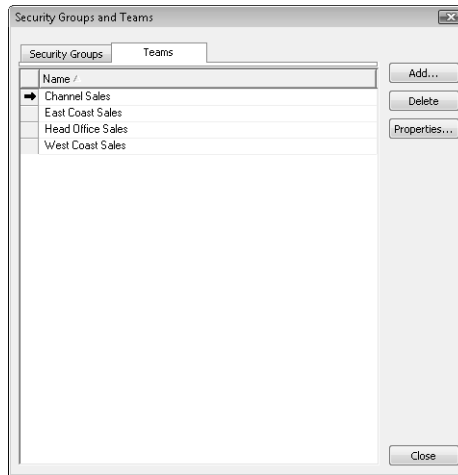 Security Groups and Teams
Security Groups
Teams
Name
Channel Sales
East Coast Sales
Head Office Sales
West Coast Sales
Add...
Delete
Properties...
Close